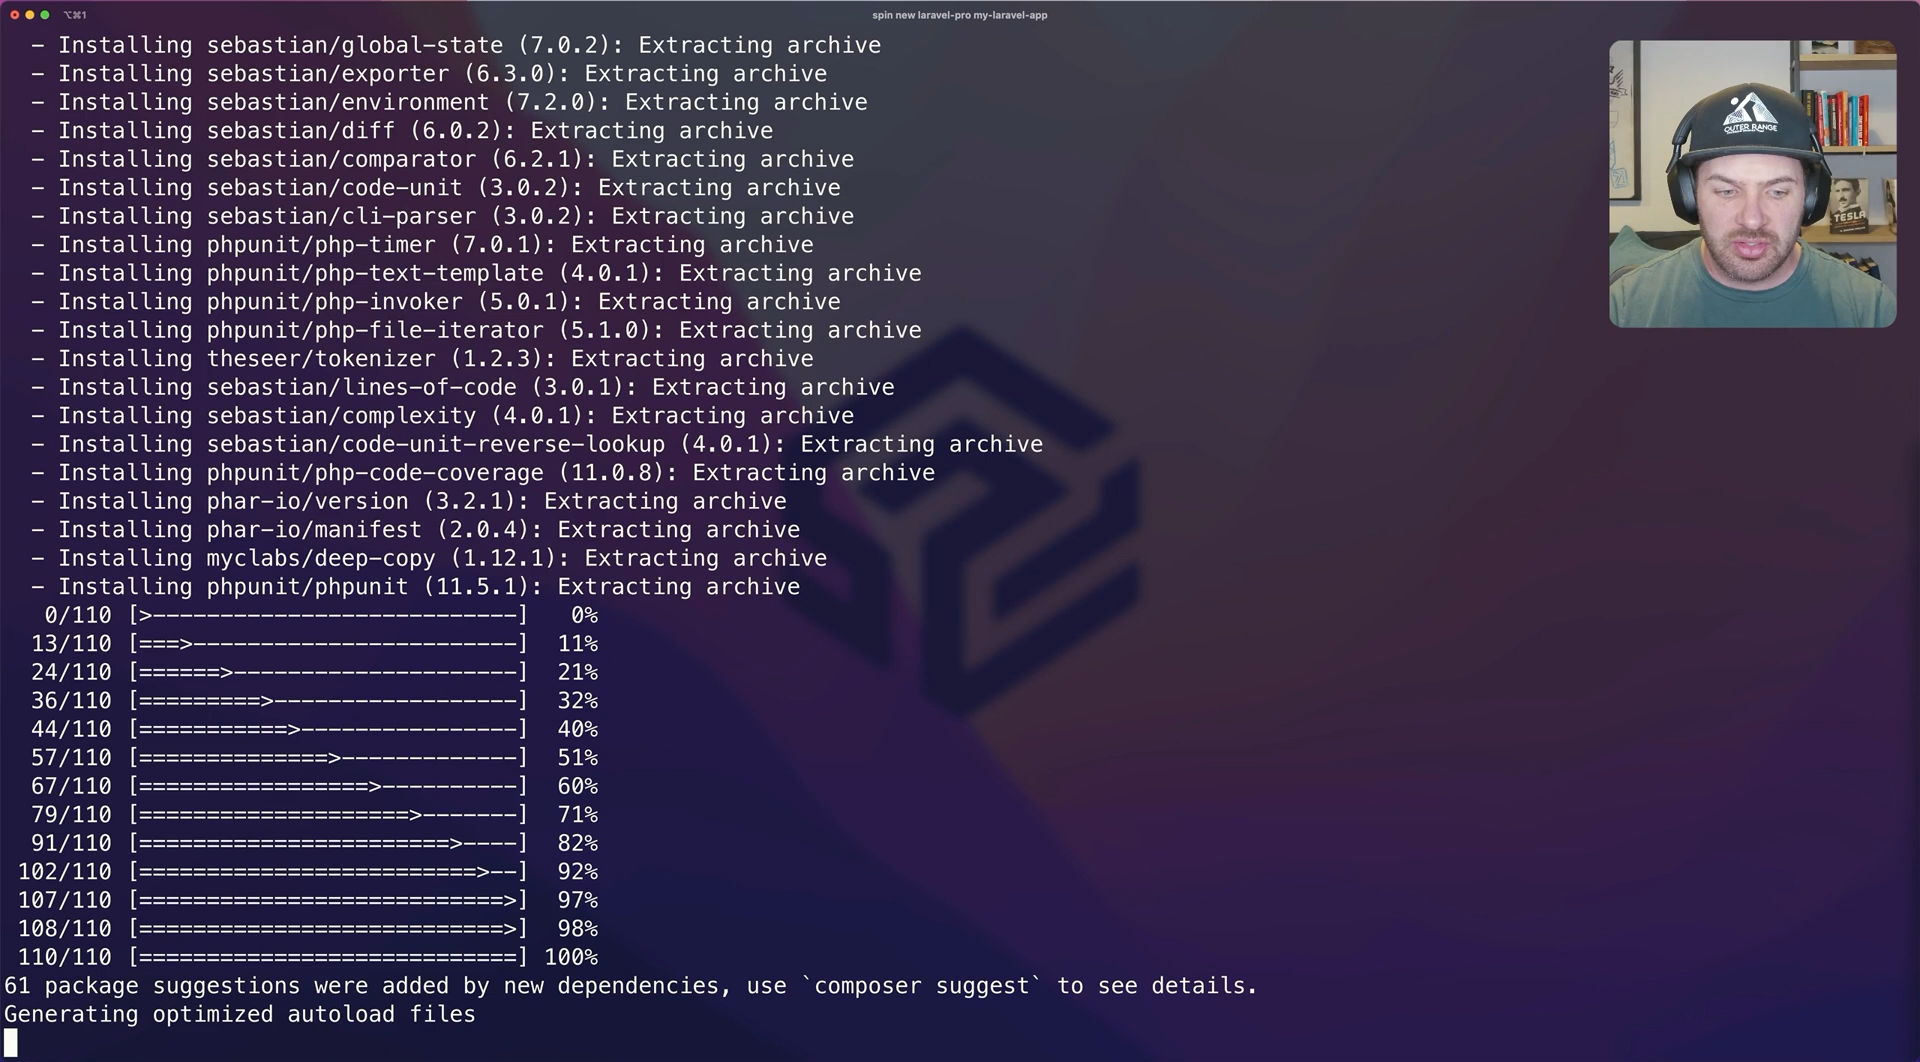 ⌥⌘1
spin new laravel-pro my-laravel-app
- Installing sebastian/global-state (7.0.2): Extracting archive
- Installing sebastian/exporter (6.3.0): Extracting archive
- Installing sebastian/environment (7.2.0): Extracting archive
- Installing sebastian/diff (6.0.2): Extracting archive
- Installing sebastian/comparator (6.2.1): Extracting archive
- Installing sebastian/code-unit (3.0.2): Extracting archive
- Installing sebastian/cli-parser (3.0.2): Extracting archive
- Installing phpunit/php-timer (7.0.1): Extracting archive
- Installing phpunit/php-text-template (4.0.1): Extracting archive
- Installing phpunit/php-invoker (5.0.1): Extracting archive
- Installing phpunit/php-file-iterator (5.1.0): Extracting archive
- Installing theseer/tokenizer (1.2.3): Extracting archive
- Installing sebastian/lines-of-code (3.0.1): Extracting archive
- Installing sebastian/complexity (4.0.1): Extracting archive
- Installing sebastian/code-unit-reverse-lookup (4.0.1): Extracting archive
- Installing phpunit/php-code-coverage (11.0.8): Extracting archive
- Installing phar-io/version (3.2.1): Extracting archive
- Installing phar-io/manifest (2.0.4): Extracting archive
- Installing myclabs/deep-copy (1.12.1): Extracting archive
- Installing phpunit/phpunit (11.5.1): Extracting archive
0/110 [>---------------------------]   0%
13/110 [===>------------------------]  11%
24/110 [======>---------------------]  21%
36/110 [=========>------------------]  32%
44/110 [===========>----------------]  40%
57/110 [==============>-------------]  51%
67/110 [=================>----------]  60%
79/110 [====================>-------]  71%
91/110 [=======================>----]  82%
102/110 [=========================>--]  92%
107/110 [===========================>]  97%
108/110 [===========================>]  98%
110/110 [============================] 100%
61 package suggestions were added by new dependencies, use `composer suggest` to see details.
Generating optimized autoload files
OUTER RANGE
TESLA